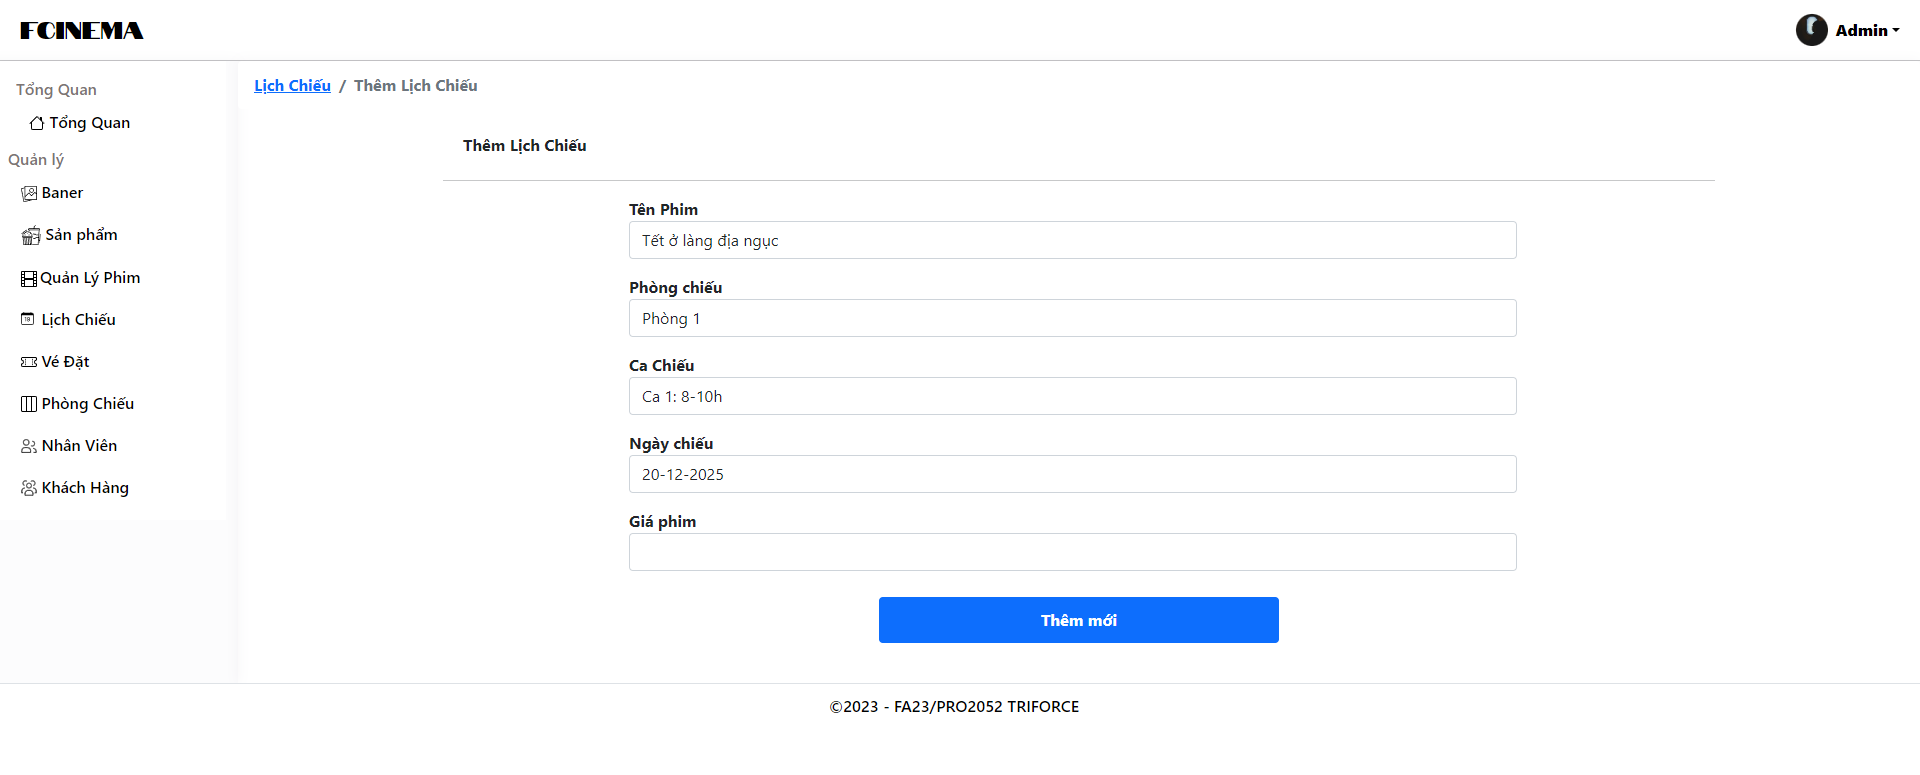 FCINEMA
Admin
Tổng Quan
Tổng Quan
Quản lý
Baner
Sản phẩm
Quản Lý Phim
Lịch Chiếu
Vé Đặt
Phòng Chiếu
Nhân Viên
Khách Hàng
Lịch Chiếu / Thêm Lịch Chiếu
Thêm Lịch Chiếu
Tên Phim
Tết ở làng địa ngục
Phòng chiếu
Phòng 1
Ca Chiếu
Ca 1: 8-10h
Ngày chiếu
20-12-2025
Giá phim
Thêm mới
©2023 - FA23/PRO2052 TRIFORCE